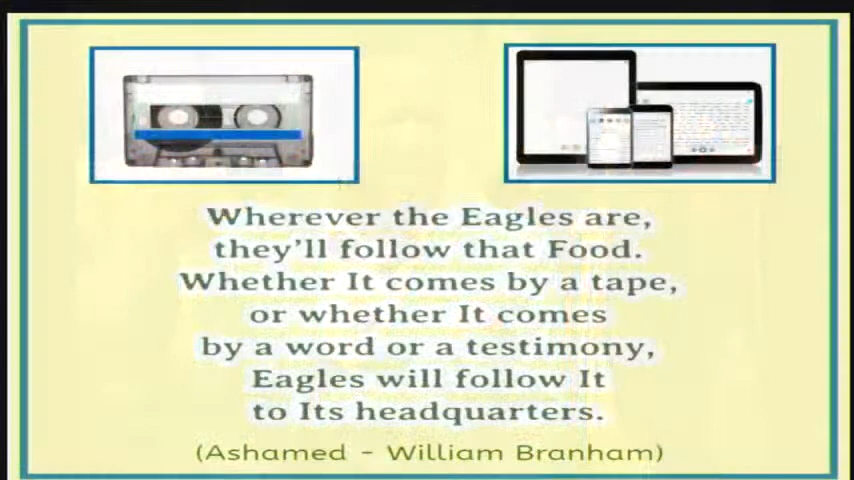 Wherever the Eagles are,
they'll follow that Food.
Whether It comes by a tape,
or whether It comes
by a word or a testimony,
Eagles will follow It
to Its headquarters.
(Ashamed - William Branham)